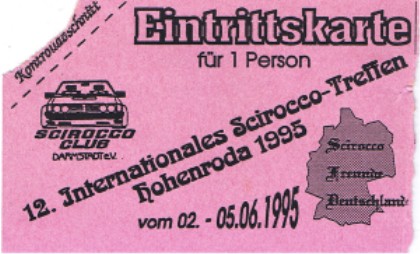 Kontrollabschnitt
Eintrittskarte
für 1 Person
SCIROCCO
CLUB
DARMSTADT e.V.
12. Internationales Scirocco-Treffen
Hohenroda 1995
vom 02. - 05.06.1995
Scirocco
Freunde
Deutschland